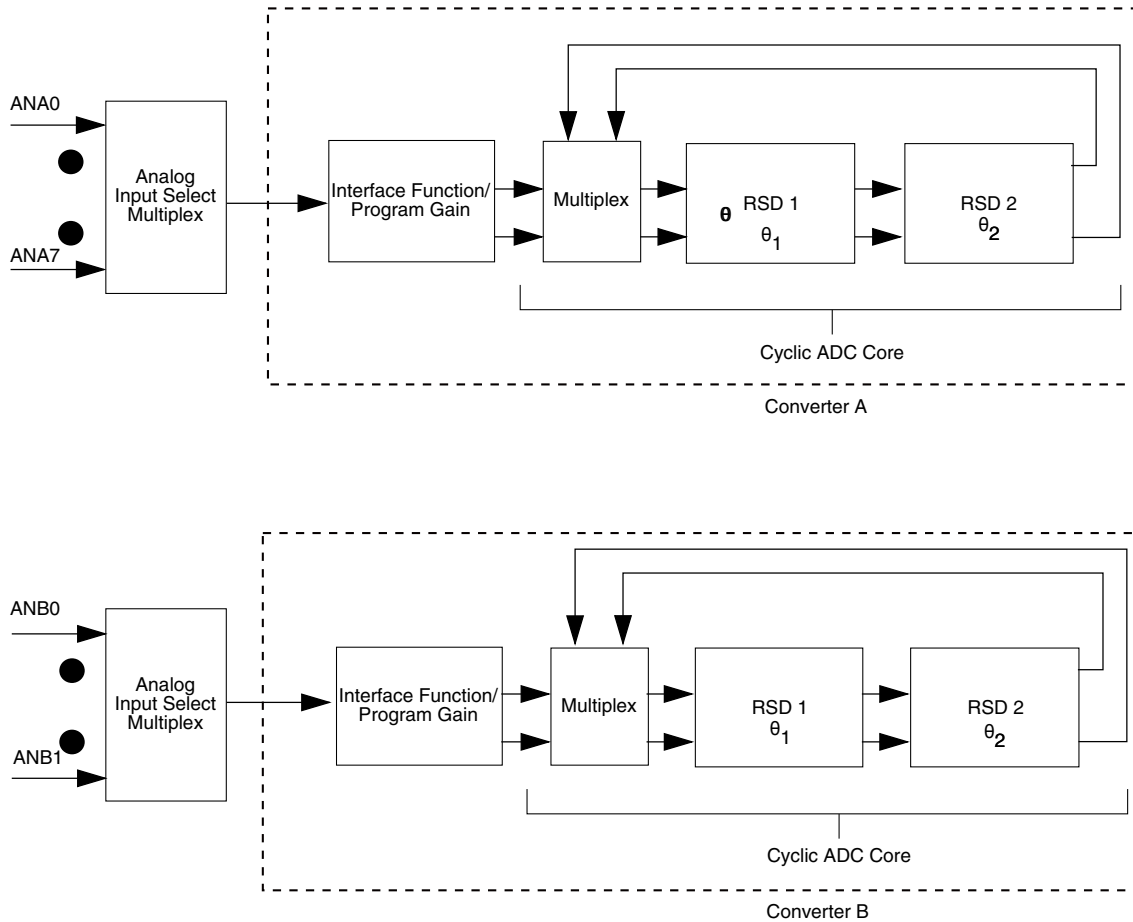 ANA0
ANA7
Analog
Input Select
Multiplex
Interface Function/
Program Gain
Multiplex
θ
RSD 1
θ1
RSD 2
θ2
Cyclic ADC Core
Converter A
ANB0
ANB1
Analog
Input Select
Multiplex
Interface Function/
Program Gain
Multiplex
RSD 1
θ1
RSD 2
θ2
Cyclic ADC Core
Converter B